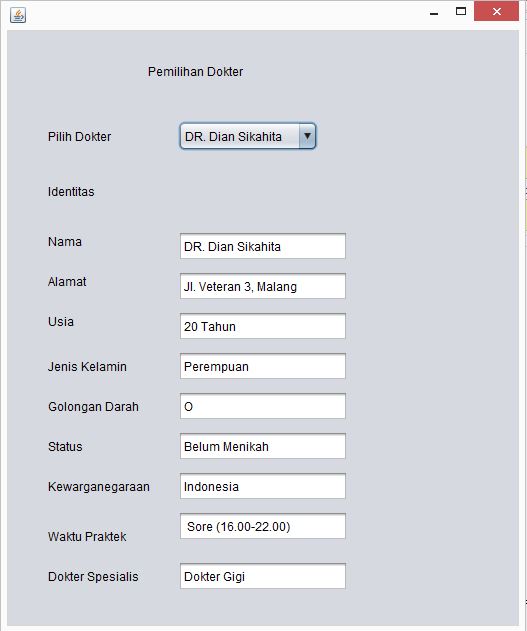 Pemilihan Dokter
Pilih Dokter DR. Dian Sikahita
Identitas
Nama DR. Dian Sikahita
Alamat Jl. Veteran 3, Malang
Usia 20 Tahun
Jenis Kelamin Perempuan
Golongan Darah O
Status Belum Menikah
Kewarganegaraan Indonesia
Waktu Praktek Sore (16.00-22.00)
Dokter Spesialis Dokter Gigi